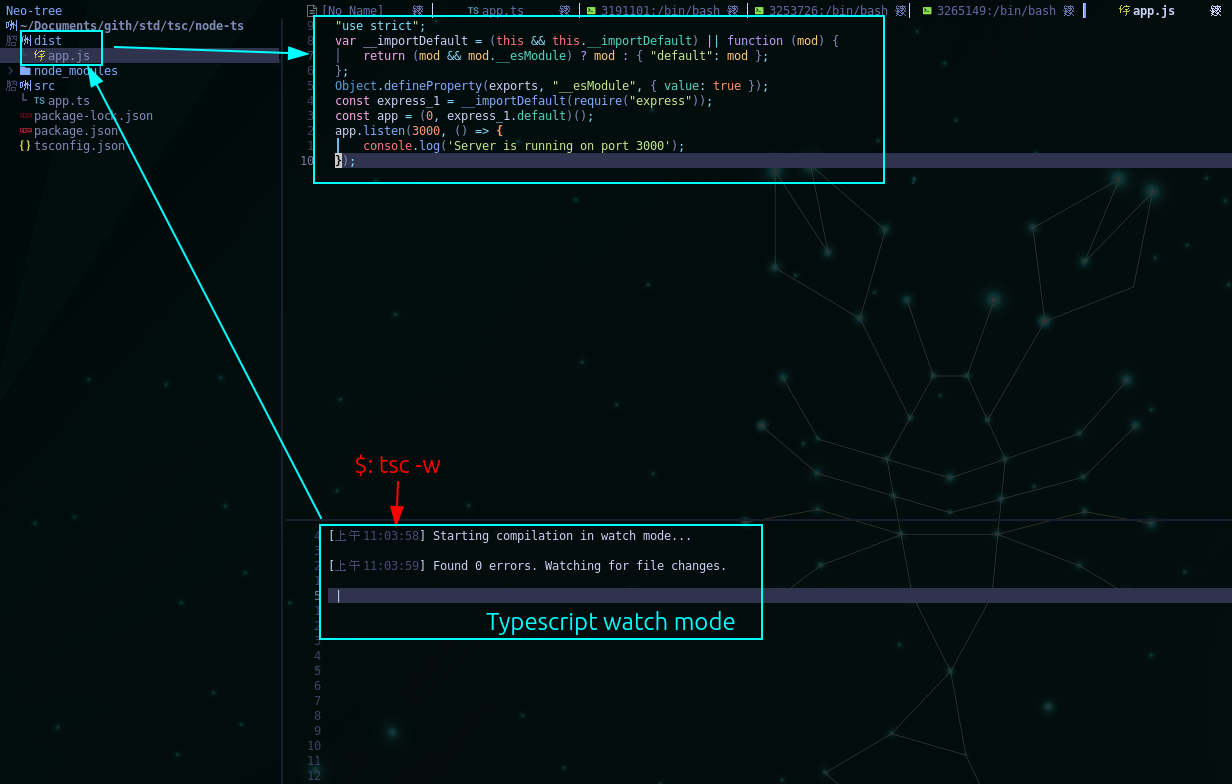 Neo-tree
[No Name] TS app.ts 3191101:/bin/bash 3253726:/bin/bash 3265149:/bin/bash app.js
~/Documents/gith/std/tsc/node-ts
dist
app.js
node_modules
src
TS app.ts
package-lock.json
package.json
{} tsconfig.json
9 "use strict";
8 var __importDefault = (this && this.__importDefault) || function (mod) {
7 return (mod && mod.__esModule) ? mod : { "default": mod };
6 };
5 Object.defineProperty(exports, "__esModule", { value: true });
4 const express_1 = __importDefault(require("express"));
3 const app = (0, express_1.default)();
2 app.listen(3000, () => {
1 console.log('Server is running on port 3000');
10 });
$: tsc -w
4 [上午11:03:58] Starting compilation in watch mode...
3
2 [上午11:03:59] Found 0 errors. Watching for file changes.
1
5
1
Typescript watch mode
3
4
5
6
7
8
9
10
11
12